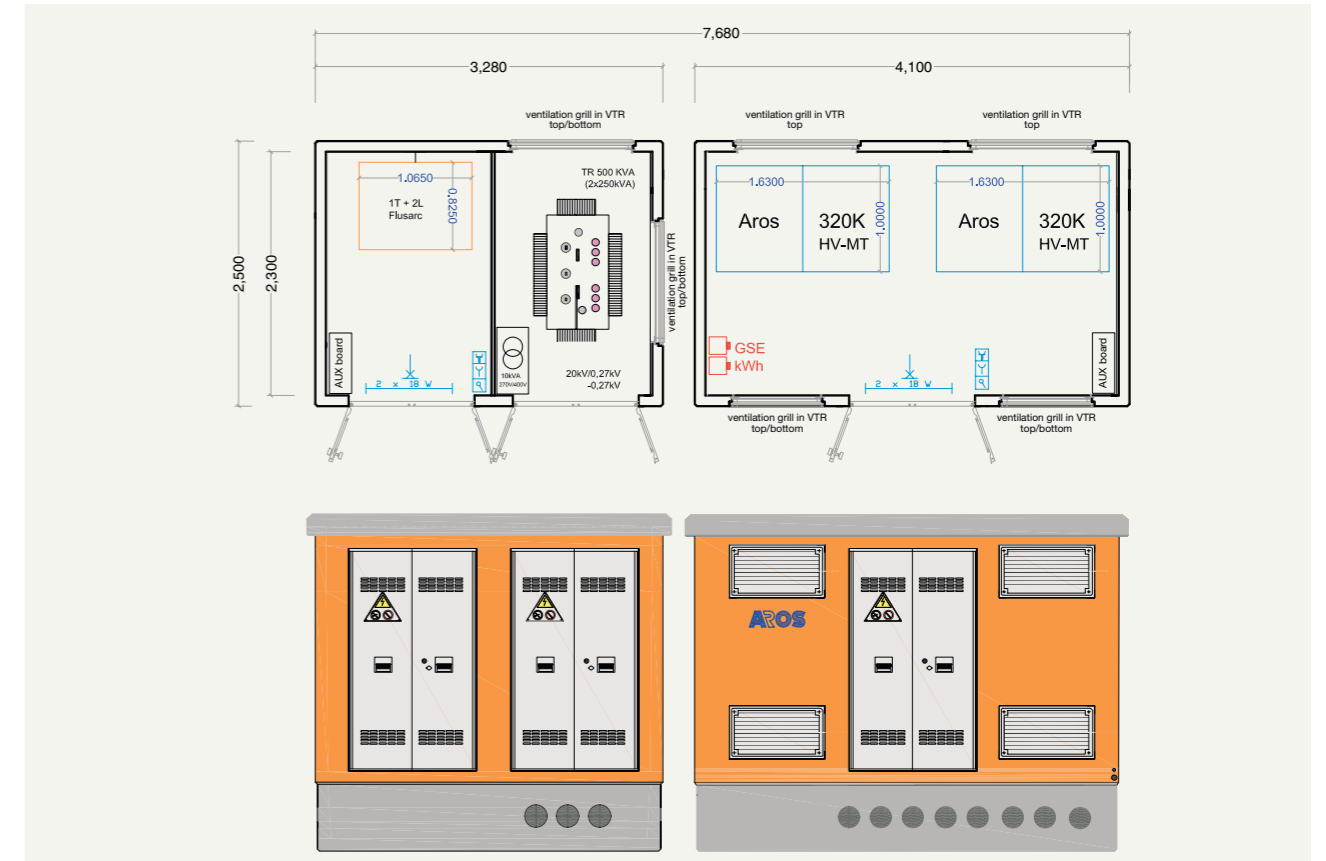 7,680
3,280
4,100
ventilation grill in VTR
top/bottom
ventilation grill in VTR
top
ventilation grill in VTR
top
2,500
2,300
1.0650
0.8250
1T + 2L
Flusarc
TR 500 KVA
(2x250kVA)
ventilation grill in VTR
top/bottom
1.6300
1.0000
Aros
320K
HV-MT
1.6300
1.0000
Aros
320K
HV-MT
AUX board
2 x 18 W
10kVA
270V/400V
20kV/0,27kV
-0,27kV
GSE
kWh
2 x 18 W
AUX board
ventilation grill in VTR
top/bottom
ventilation grill in VTR
top/bottom
AROS